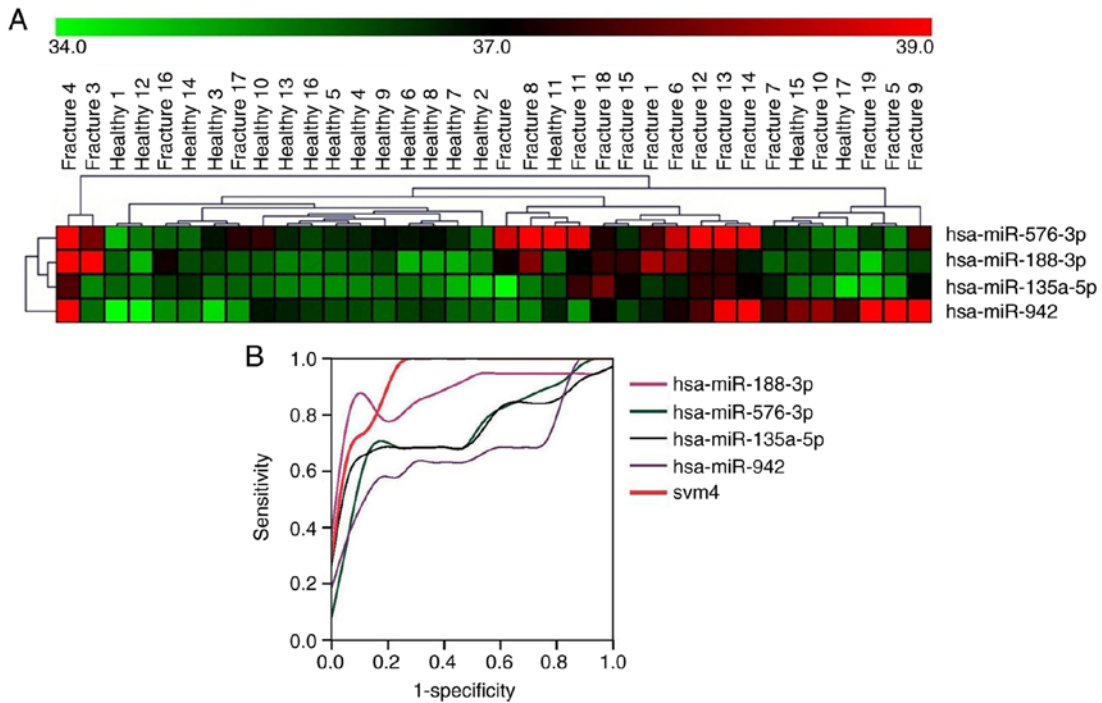 A
34.0 37.0 39.0
Fracture 4
Fracture 3
Healthy 1
Healthy 12
Fracture 16
Healthy 14
Healthy 3
Fracture 17
Healthy 10
Healthy 13
Healthy 16
Healthy 5
Healthy 4
Healthy 9
Healthy 6
Healthy 8
Healthy 7
Healthy 2
Fracture
Fracture 8
Healthy 11
Fracture 11
Fracture 18
Fracture 15
Fracture 1
Fracture 6
Fracture 12
Fracture 13
Fracture 14
Fracture 7
Healthy 15
Fracture 10
Healthy 17
Fracture 19
Fracture 5
Fracture 9
hsa-miR-576-3p
hsa-miR-188-3p
hsa-miR-135a-5p
hsa-miR-942
B
1.0
0.8
0.6
0.4
0.2
0.0
Sensitivity
0.0 0.2 0.4 0.6 0.8 1.0
1-specificity
hsa-miR-188-3p
hsa-miR-576-3p
hsa-miR-135a-5p
hsa-miR-942
svm4